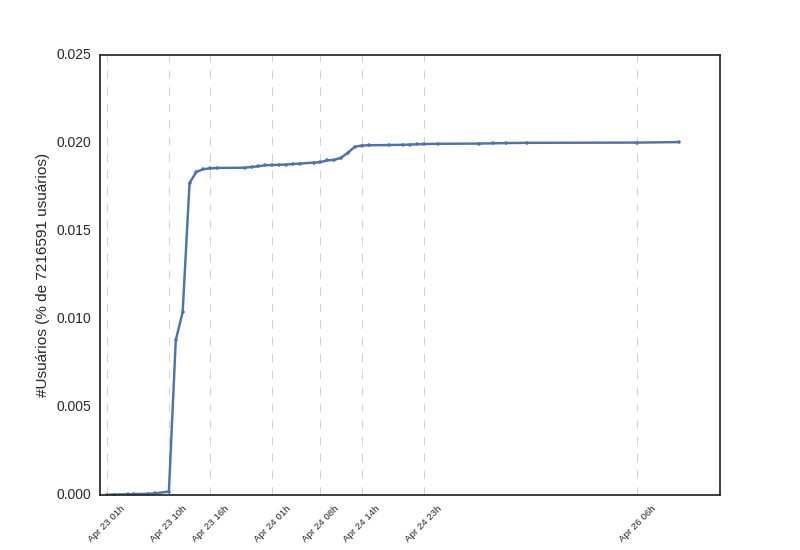 0.025
0.020
0.015
0.010
0.005
0.000
#Usuários (% de 7216591 usuários)
Apr 23 01h
Apr 23 10h
Apr 23 16h
Apr 24 01h
Apr 24 08h
Apr 24 14h
Apr 24 23h
Apr 26 06h